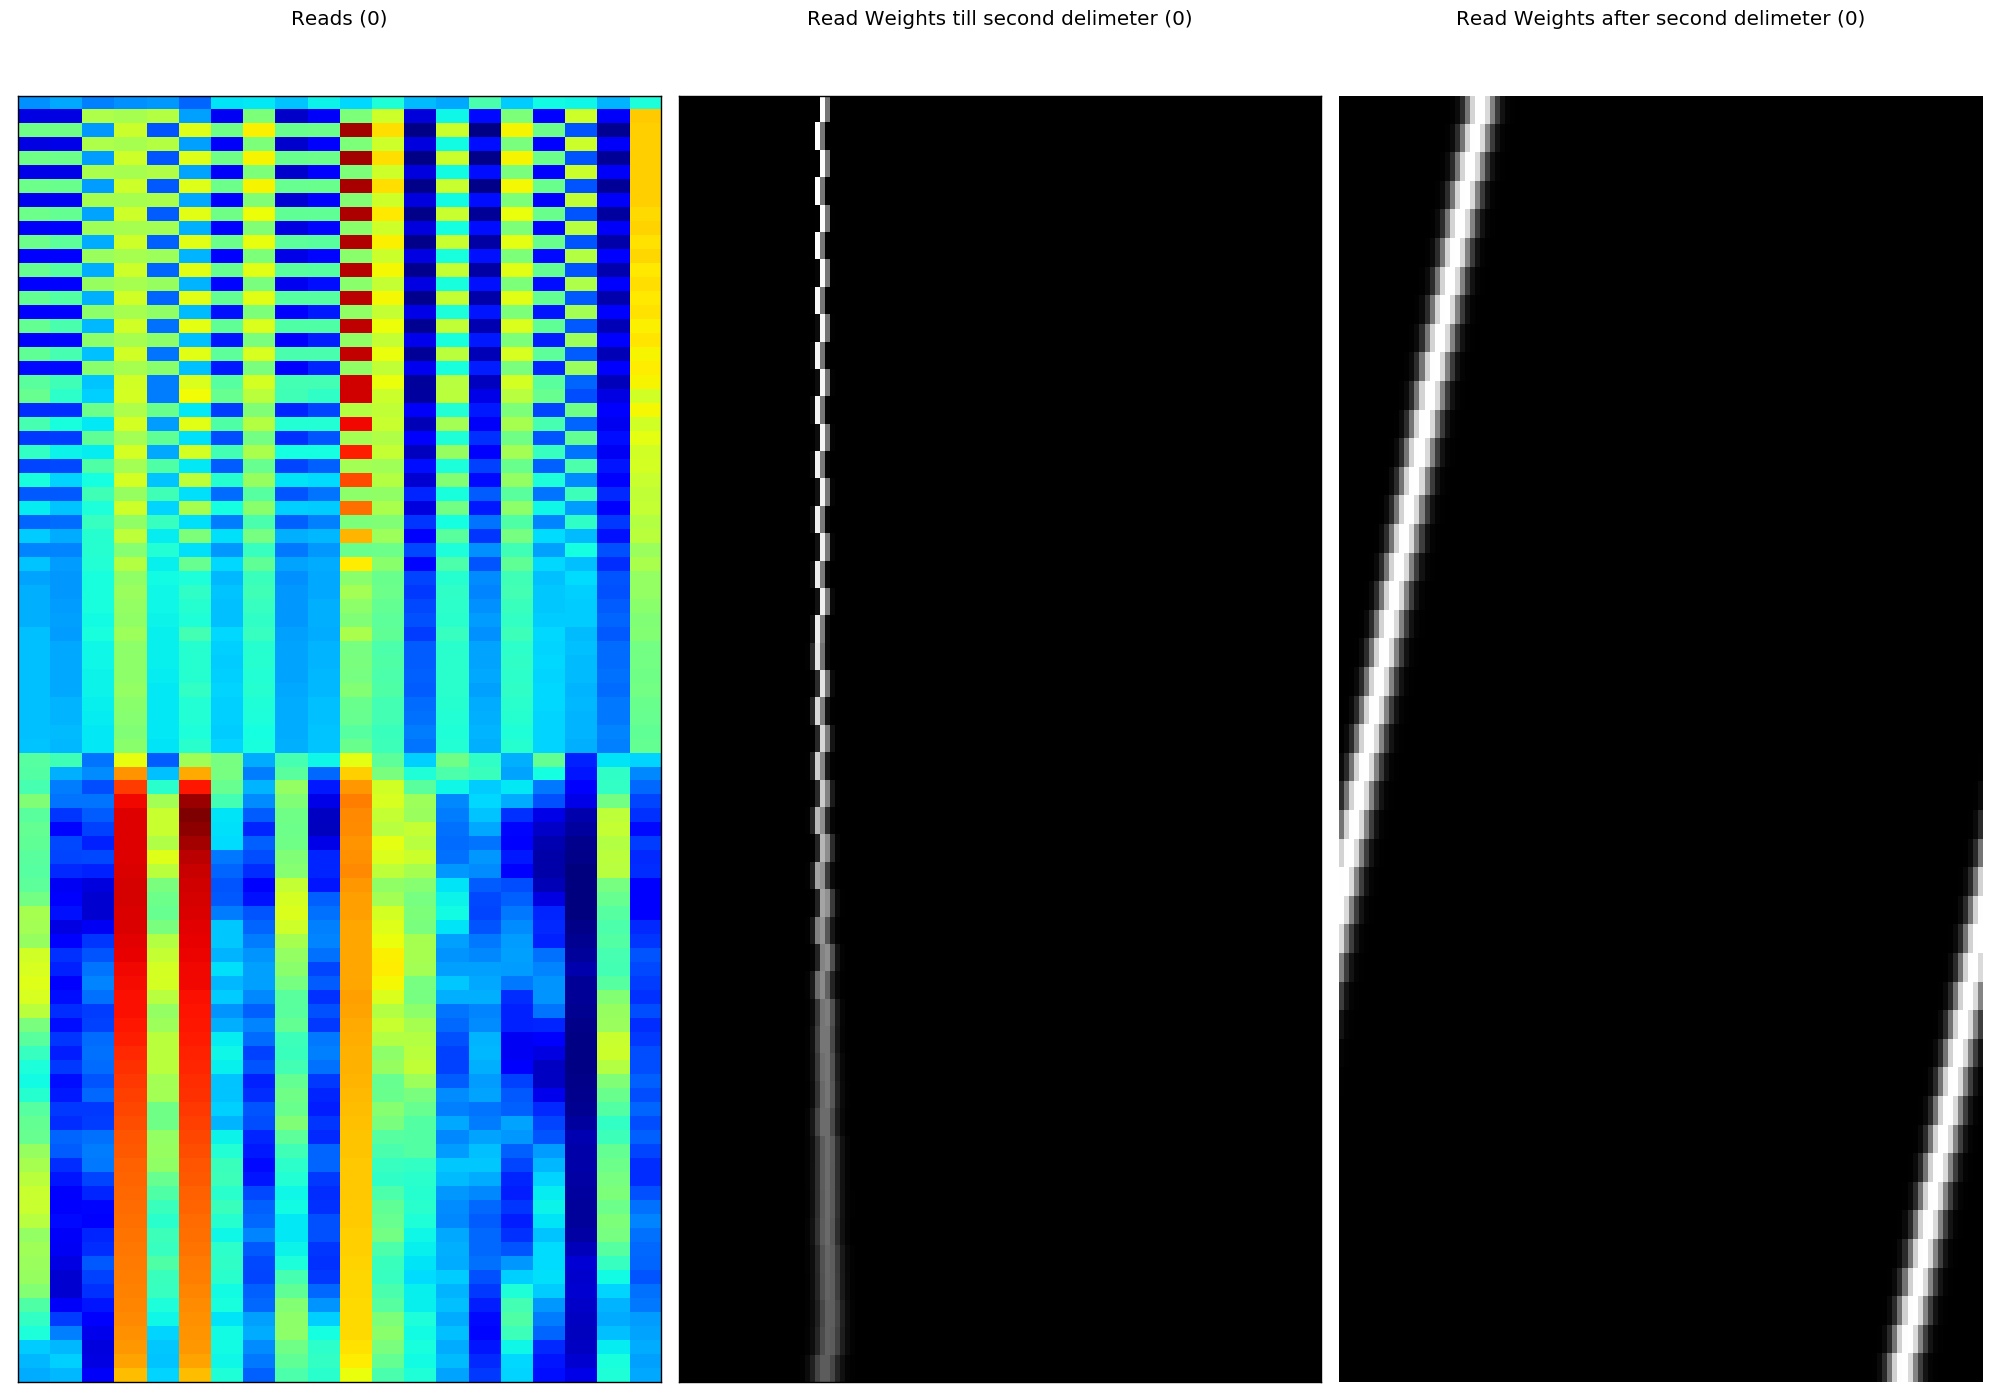 Reads (0)
Read Weights till second delimeter (0)
Read Weights after second delimeter (0)